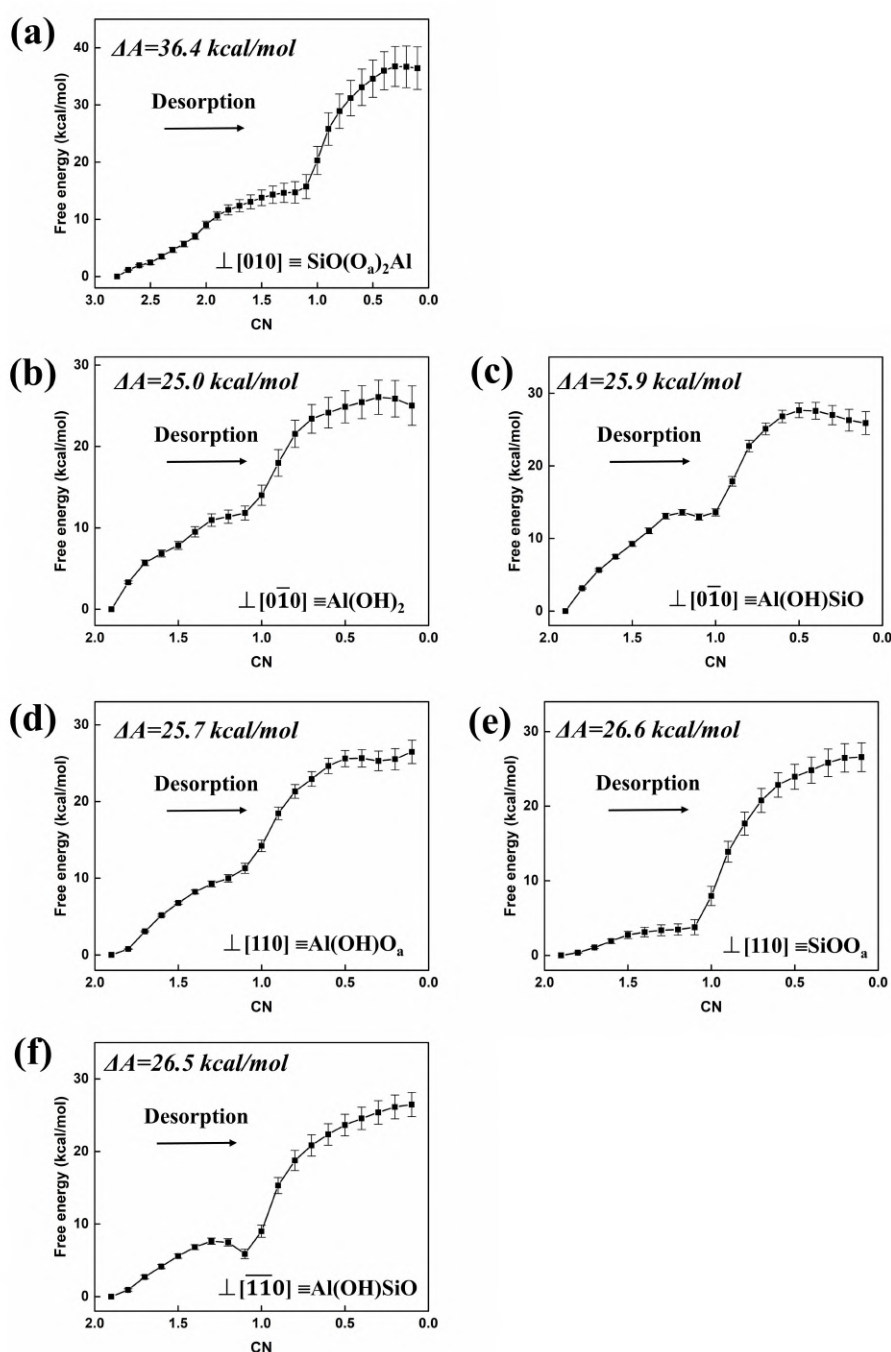 (a)
ΔA=36.4 kcal/mol
Desorption
⊥[010] ≡ SiO(Oₐ)₂Al
Free energy (kcal/mol)
40
30
20
10
0
3.0 2.5 2.0 1.5 1.0 0.5 0.0
CN
(b)
ΔA=25.0 kcal/mol
Desorption
⊥[01̅0] ≡Al(OH)₂
Free energy (kcal/mol)
30
20
10
0
2.0 1.5 1.0 0.5 0.0
CN
(c)
ΔA=25.9 kcal/mol
Desorption
⊥[01̅0] ≡Al(OH)SiO
Free energy (kcal/mol)
30
20
10
0
2.0 1.5 1.0 0.5 0.0
CN
(d)
ΔA=25.7 kcal/mol
Desorption
⊥[110] ≡Al(OH)Oₐ
Free energy (kcal/mol)
30
20
10
0
2.0 1.5 1.0 0.5 0.0
CN
(e)
ΔA=26.6 kcal/mol
Desorption
⊥[110] ≡SiOOₐ
Free energy (kcal/mol)
30
20
10
0
2.0 1.5 1.0 0.5 0.0
CN
(f)
ΔA=26.5 kcal/mol
Desorption
⊥[1̅1̅0] ≡Al(OH)SiO
Free energy (kcal/mol)
30
20
10
0
2.0 1.5 1.0 0.5 0.0
CN